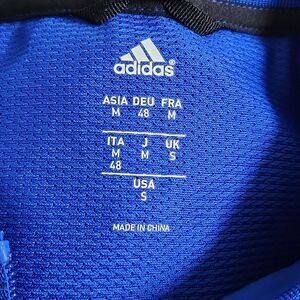 adidas®
ASIA DEU FRA
M 48 M
ITA J UK
M M S
48
USA
S
MADE IN CHINA